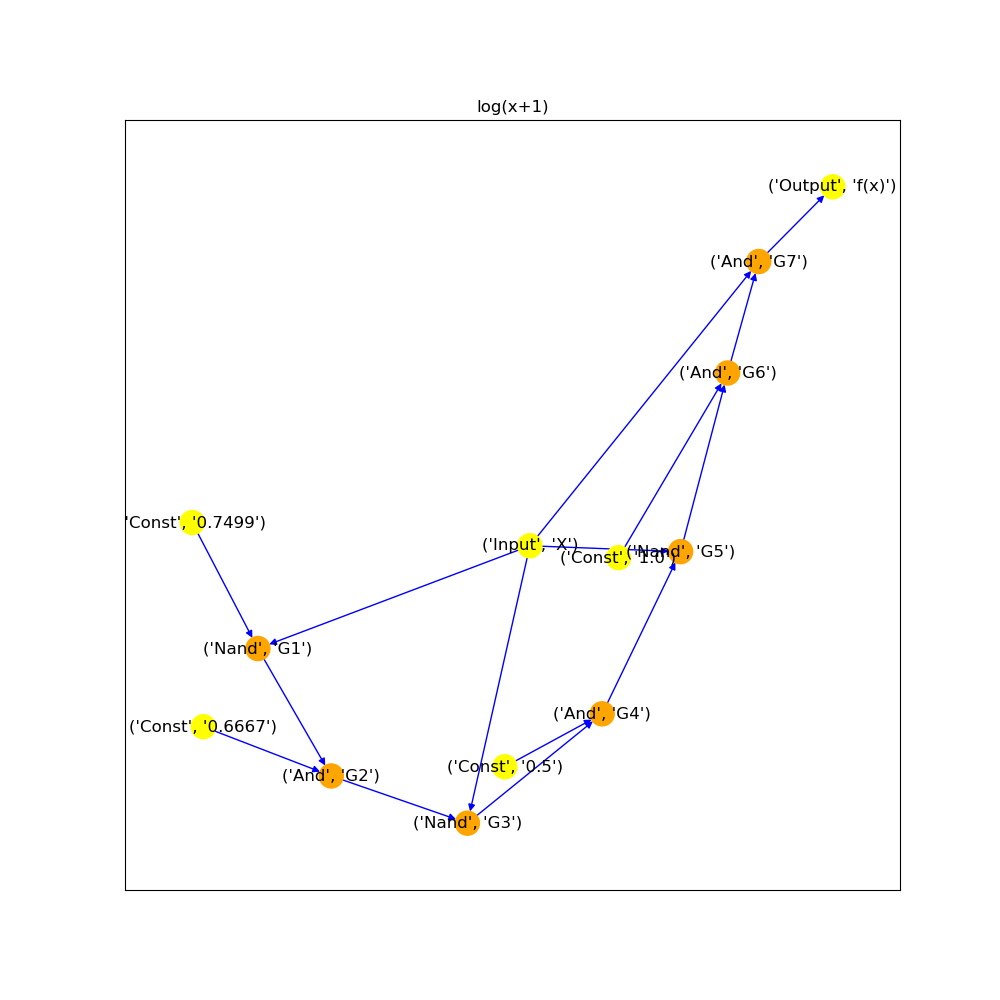 log(x+1)
('Output', 'f(x)')
('And', 'G7')
('And', 'G6')
'Const', '0.7499')
('Input', 'X')
('Nand', 'G5')
('Const', '1.0')
('Nand', 'G1')
('And', 'G4')
('Const', '0.6667')
('Const', '0.5')
('And', 'G2')
('Nand', 'G3')